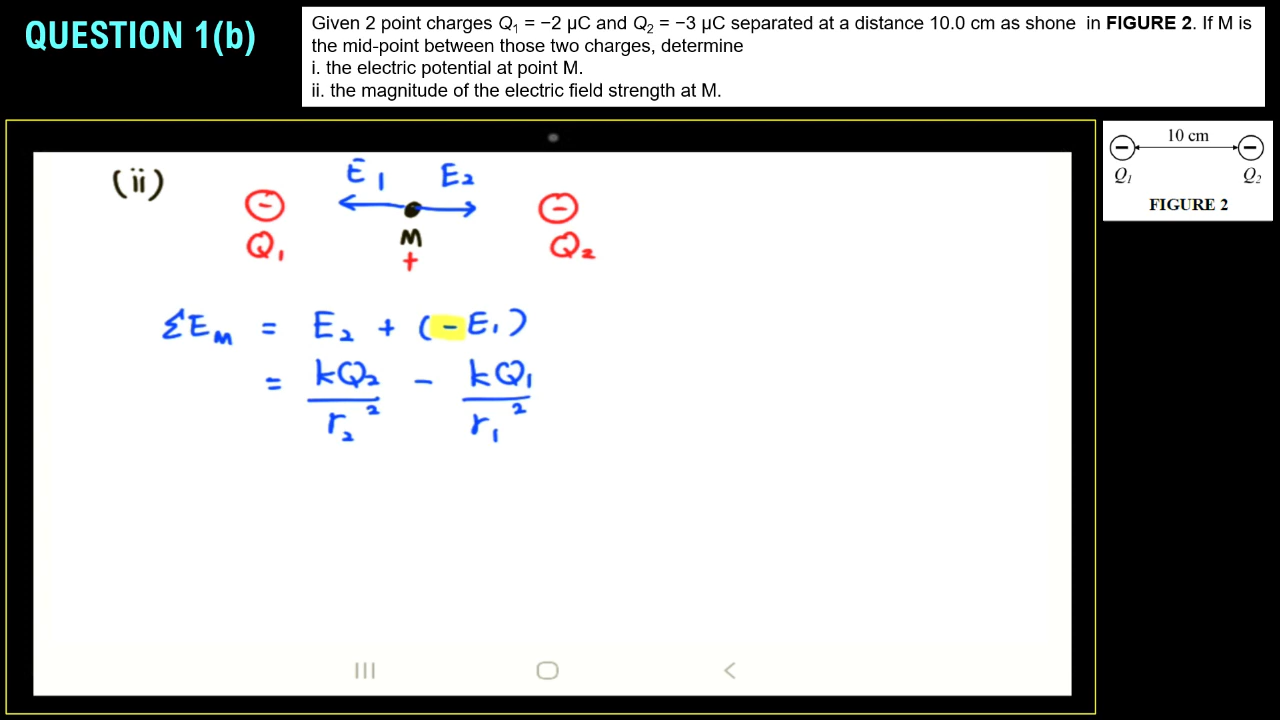 QUESTION 1(b)
Given 2 point charges Q₁ = −2 μC and Q₂ = −3 μC separated at a distance 10.0 cm as shone in FIGURE 2. If M is
the mid-point between those two charges, determine
i. the electric potential at point M.
ii. the magnitude of the electric field strength at M.
10 cm
− −
Q₁ Q₂
FIGURE 2
(ii)
E₁ E₂
− −
Q₁ M Q₂
+
ΣE_M = E₂ + (−E₁)
= kQ₂/r₂² − kQ₁/r₁²